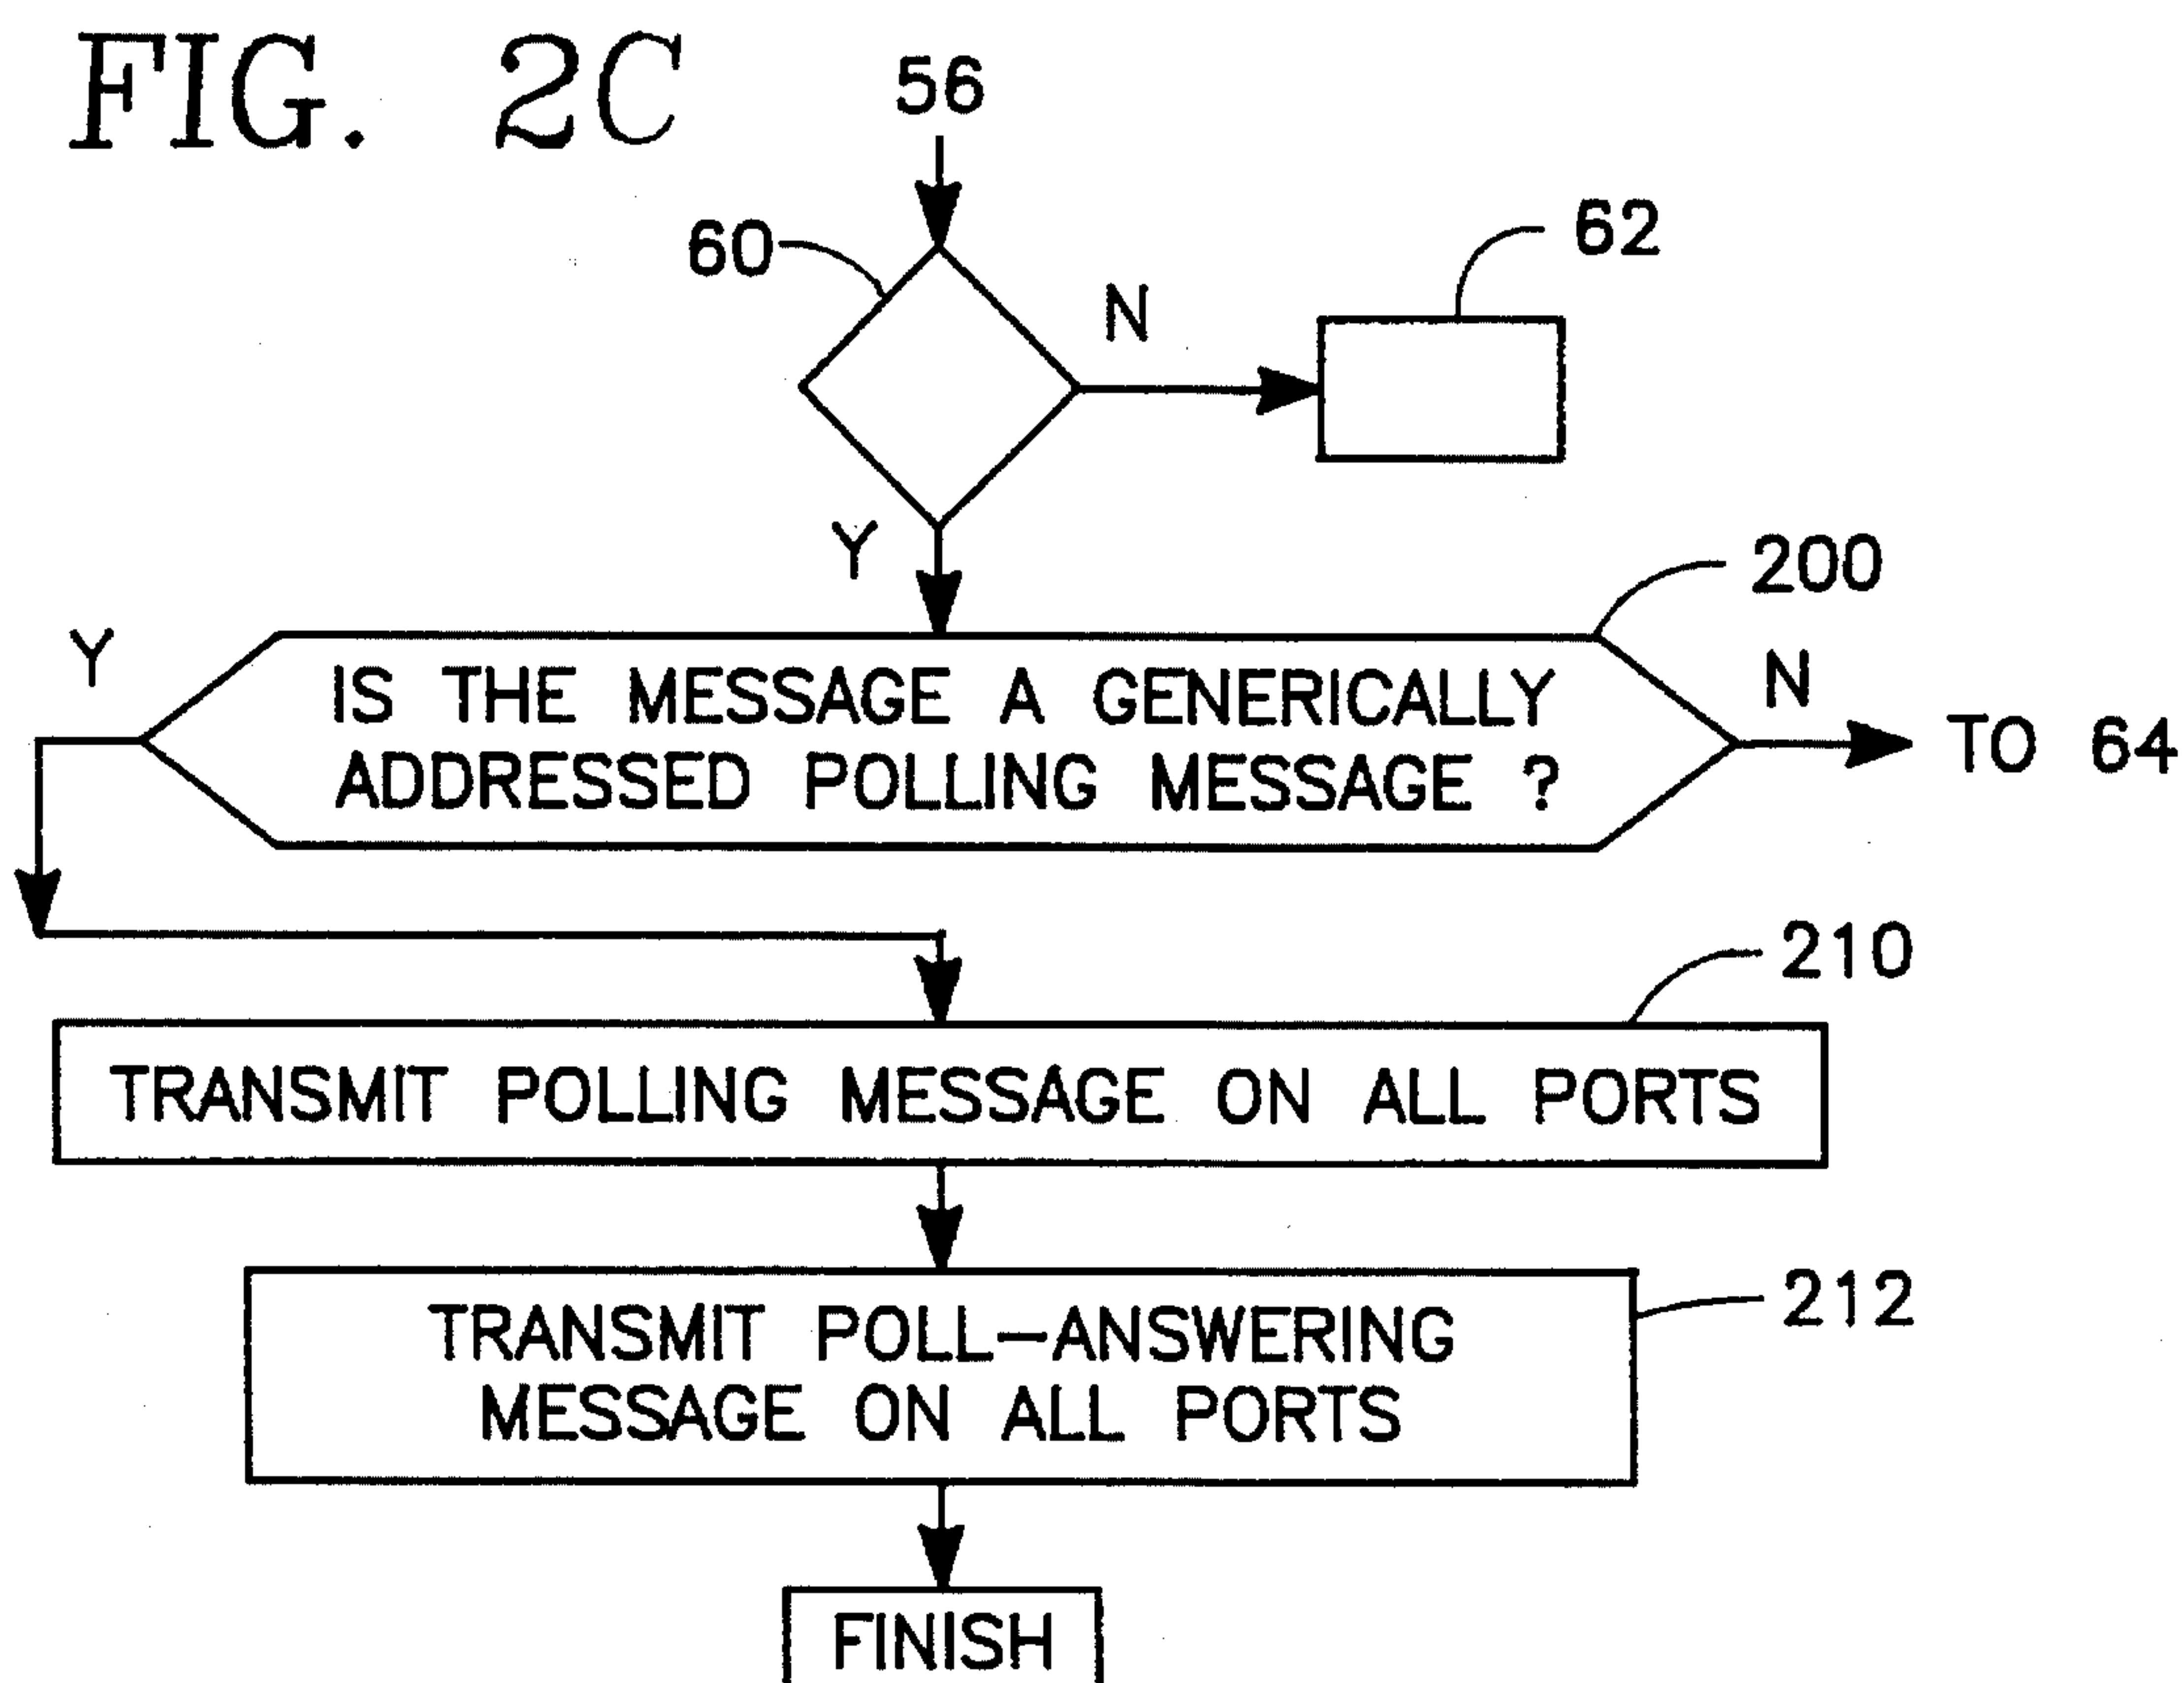 FIG. 2C
56
60
N
62
Y
200
Y
IS THE MESSAGE A GENERICALLY
ADDRESSED POLLING MESSAGE ?
N
TO 64
210
TRANSMIT POLLING MESSAGE ON ALL PORTS
212
TRANSMIT POLL-ANSWERING
MESSAGE ON ALL PORTS
FINISH